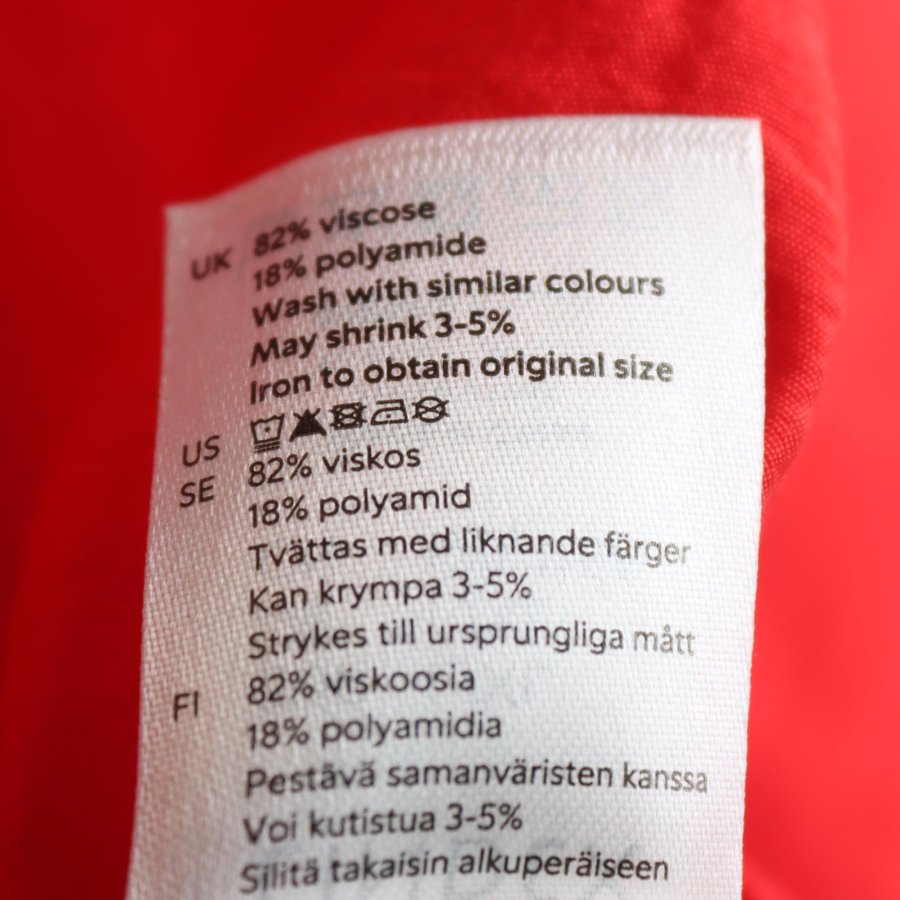 UK 82% viscose
18% polyamide
Wash with similar colours
May shrink 3-5%
Iron to obtain original size
US
SE 82% viskos
18% polyamid
Tvättas med liknande färger
Kan krympa 3-5%
Strykes till ursprungliga mått
FI 82% viskoosia
18% polyamidia
Pestävä samanväristen kanssa
Voi kutistua 3-5%
Silitä takaisin alkuperäiseen